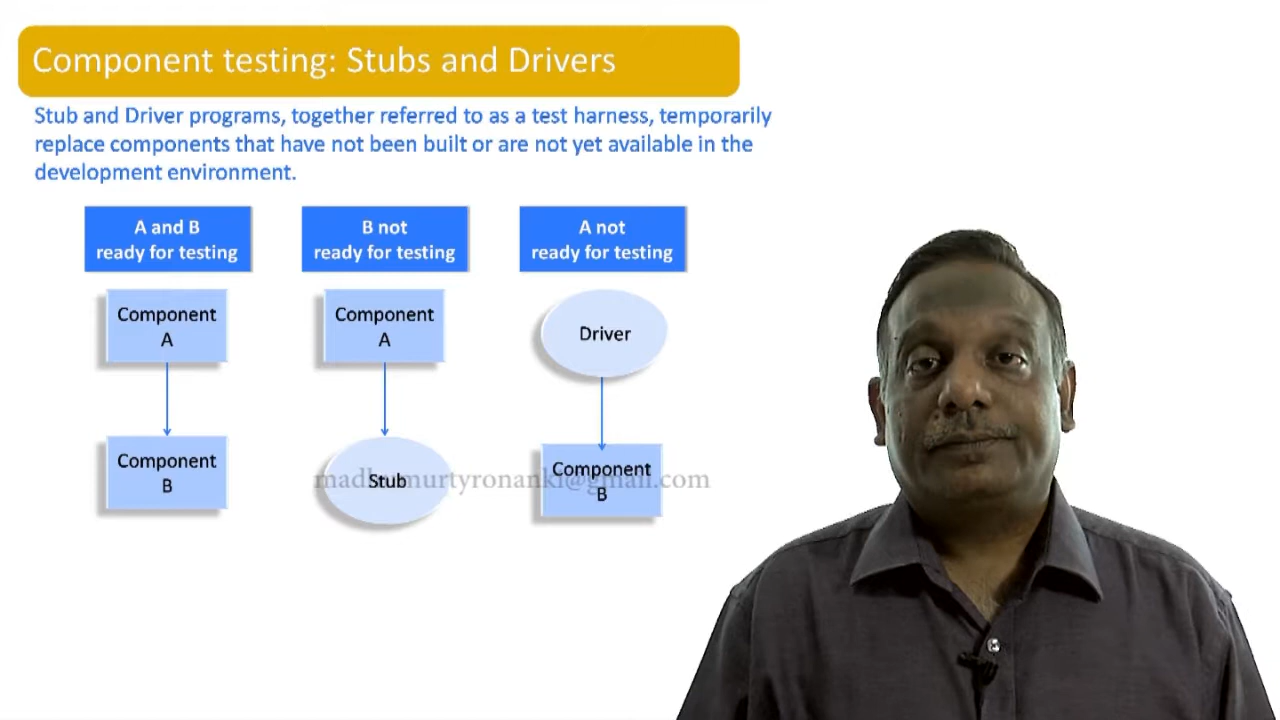 Component testing: Stubs and Drivers
Stub and Driver programs, together referred to as a test harness, temporarily
replace components that have not been built or are not yet available in the
development environment.
A and B
ready for testing
B not
ready for testing
A not
ready for testing
Component
A
Component
A
Driver
Component
B
Stub
Component
B